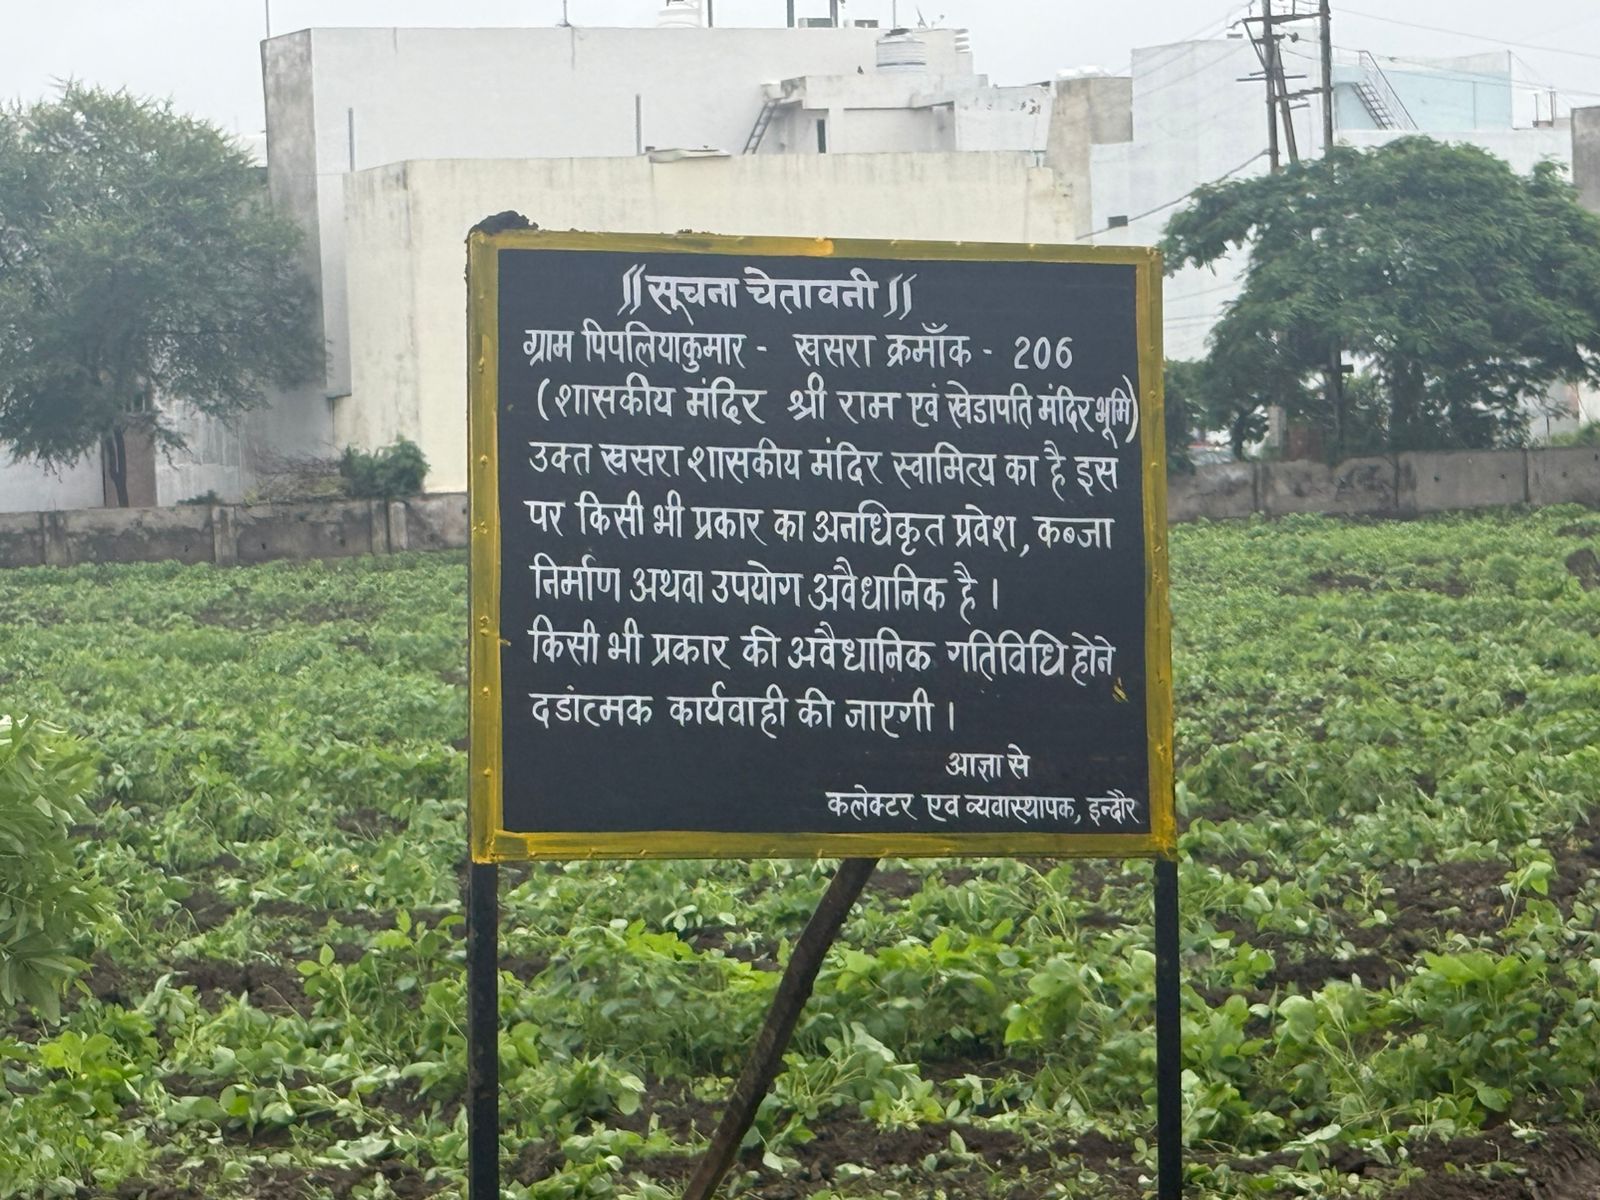 //सूचना चेतावनी//
ग्राम पिपलियाकुमार - खसरा क्रमाँक - 206
(शासकीय मंदिर श्री राम एवं खेडापति मंदिर भूमि)
उक्त खसरा शासकीय मंदिर स्वामित्य का है इस
पर किसी भी प्रकार का अनधिकृत प्रवेश, कब्जा
निर्माण अथवा उपयोग अवैधानिक है ।
किसी भी प्रकार की अवैधानिक गतिविधि होने
दडांत्मक कार्यवाही की जाएगी ।
आज्ञा से
कलेक्टर एव व्यवास्थापक, इन्दौर